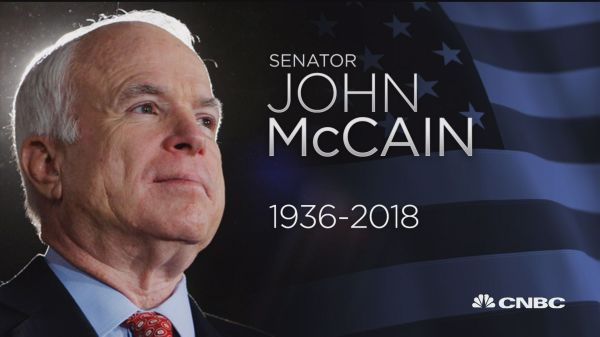 SENATOR
JOHN
McCAIN
1936-2018
CNBC